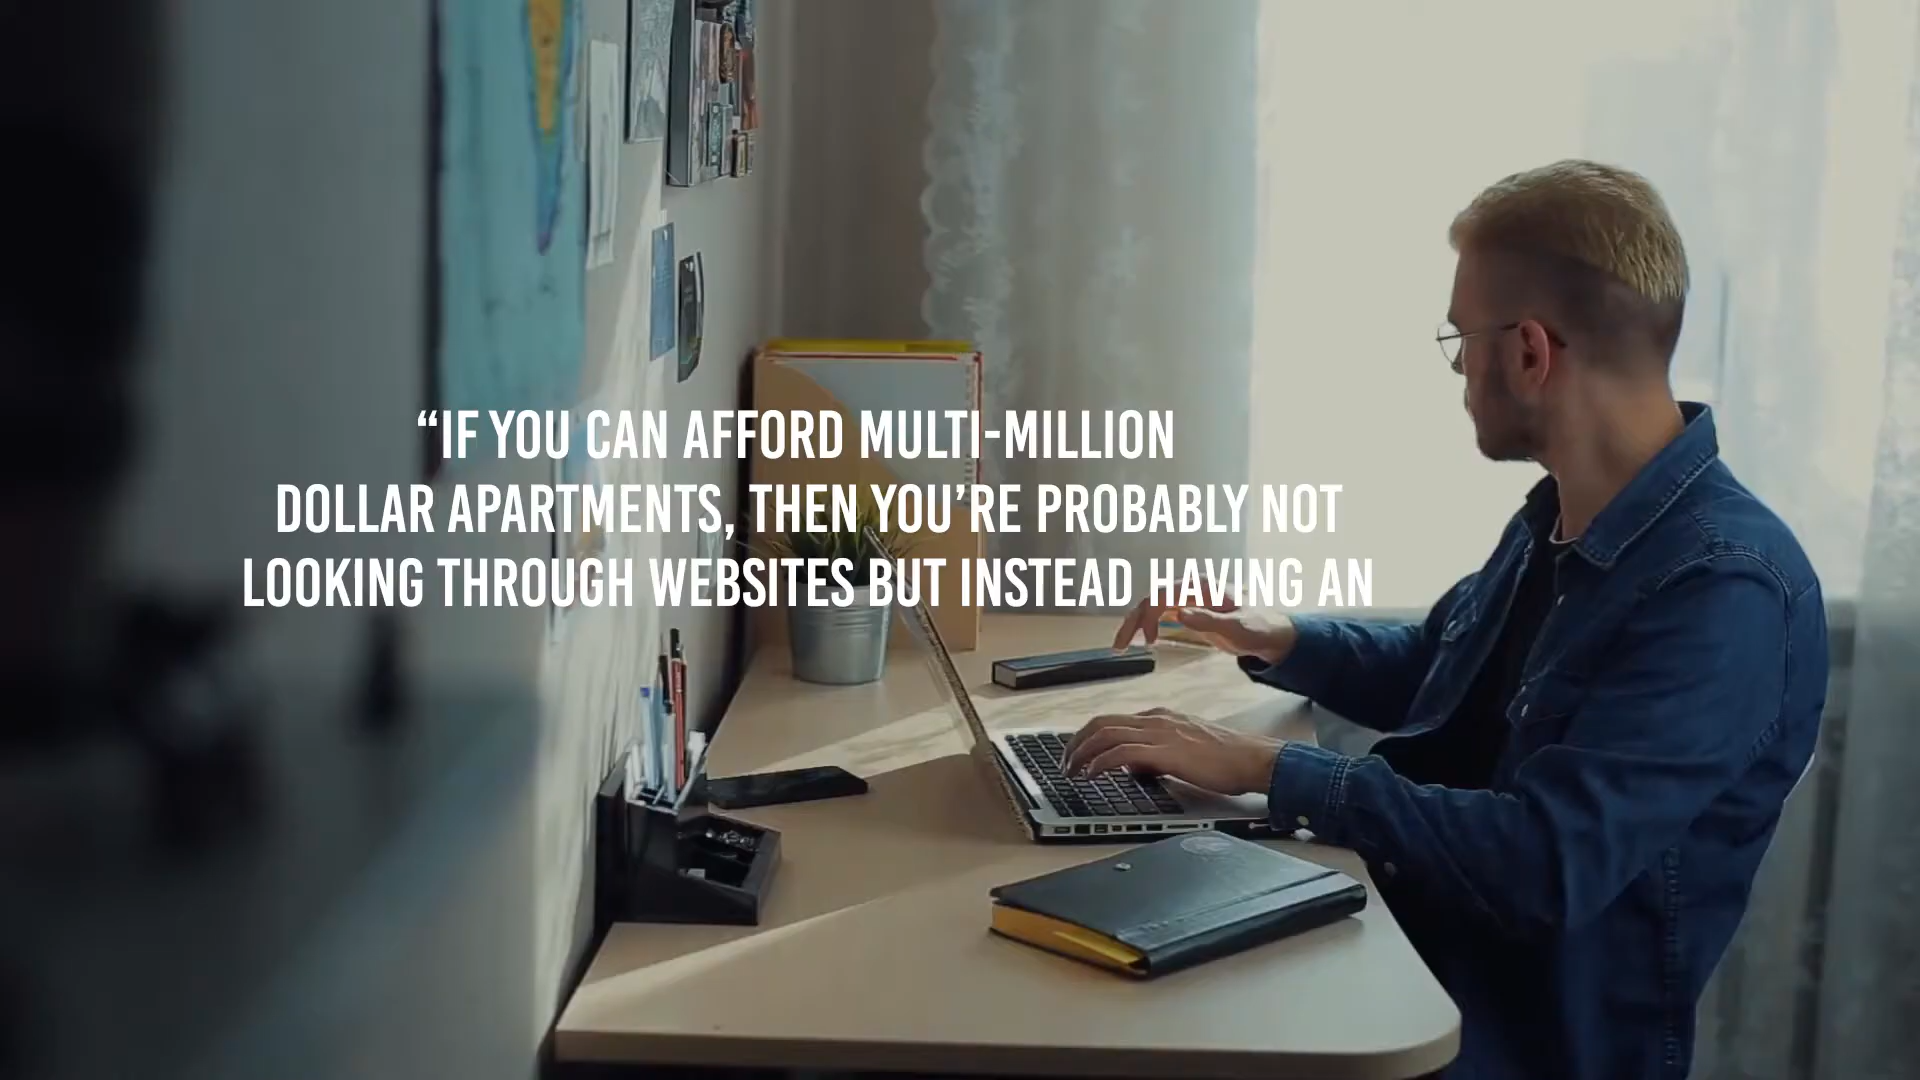 “IF YOU CAN AFFORD MULTI-MILLION
DOLLAR APARTMENTS, THEN YOU’RE PROBABLY NOT
LOOKING THROUGH WEBSITES BUT INSTEAD HAVING AN